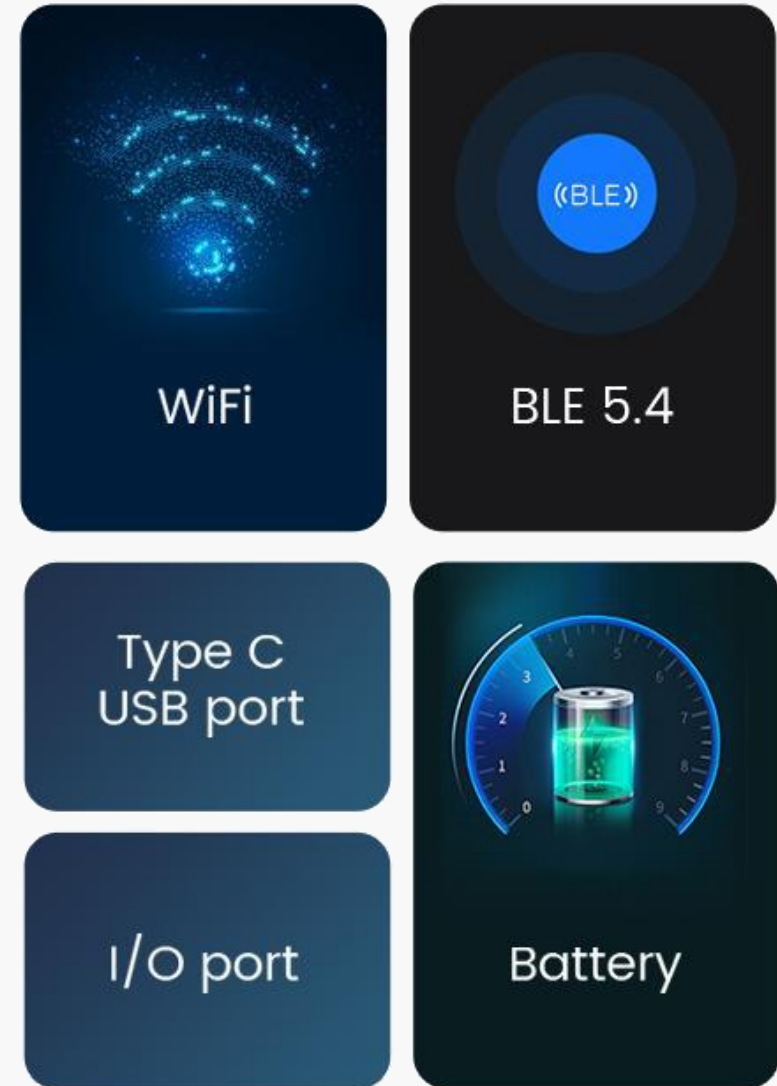 WiFi
((BLE))
BLE 5.4
Type C
USB port
I/O port
0
1
2
3
4
5
6
7
8
9
Battery